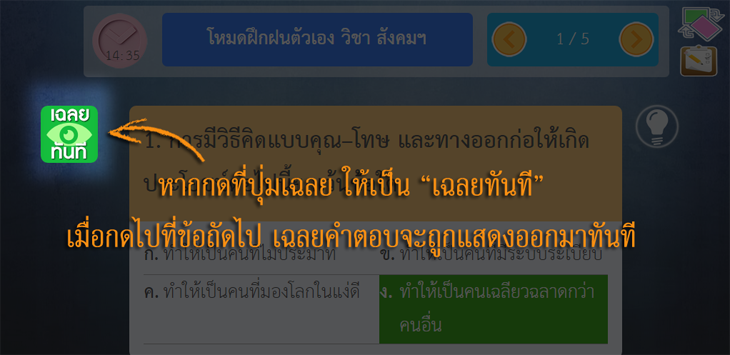 14:35
โหมดฝึกฝนตัวเอง วิชา สังคมฯ
1 / 5
เฉลย
ทันที
1. การมีวิธีคิดแบบคุณ–โทษ และทางออกก่อให้เกิด
หากกดที่ปุ่มเฉลย ให้เป็น “เฉลยทันที”
เมื่อกดไปที่ข้อถัดไป เฉลยคำตอบจะถูกแสดงออกมาทันที
ก. ทำให้เป็นคนที่ไม่ประมาท
ข. ทำให้เป็นคนที่มีระบบระเบียบ
ค. ทำให้เป็นคนที่มองโลกในแง่ดี
ง. ทำให้เป็นคนเฉลียวฉลาดกว่า
คนอื่น